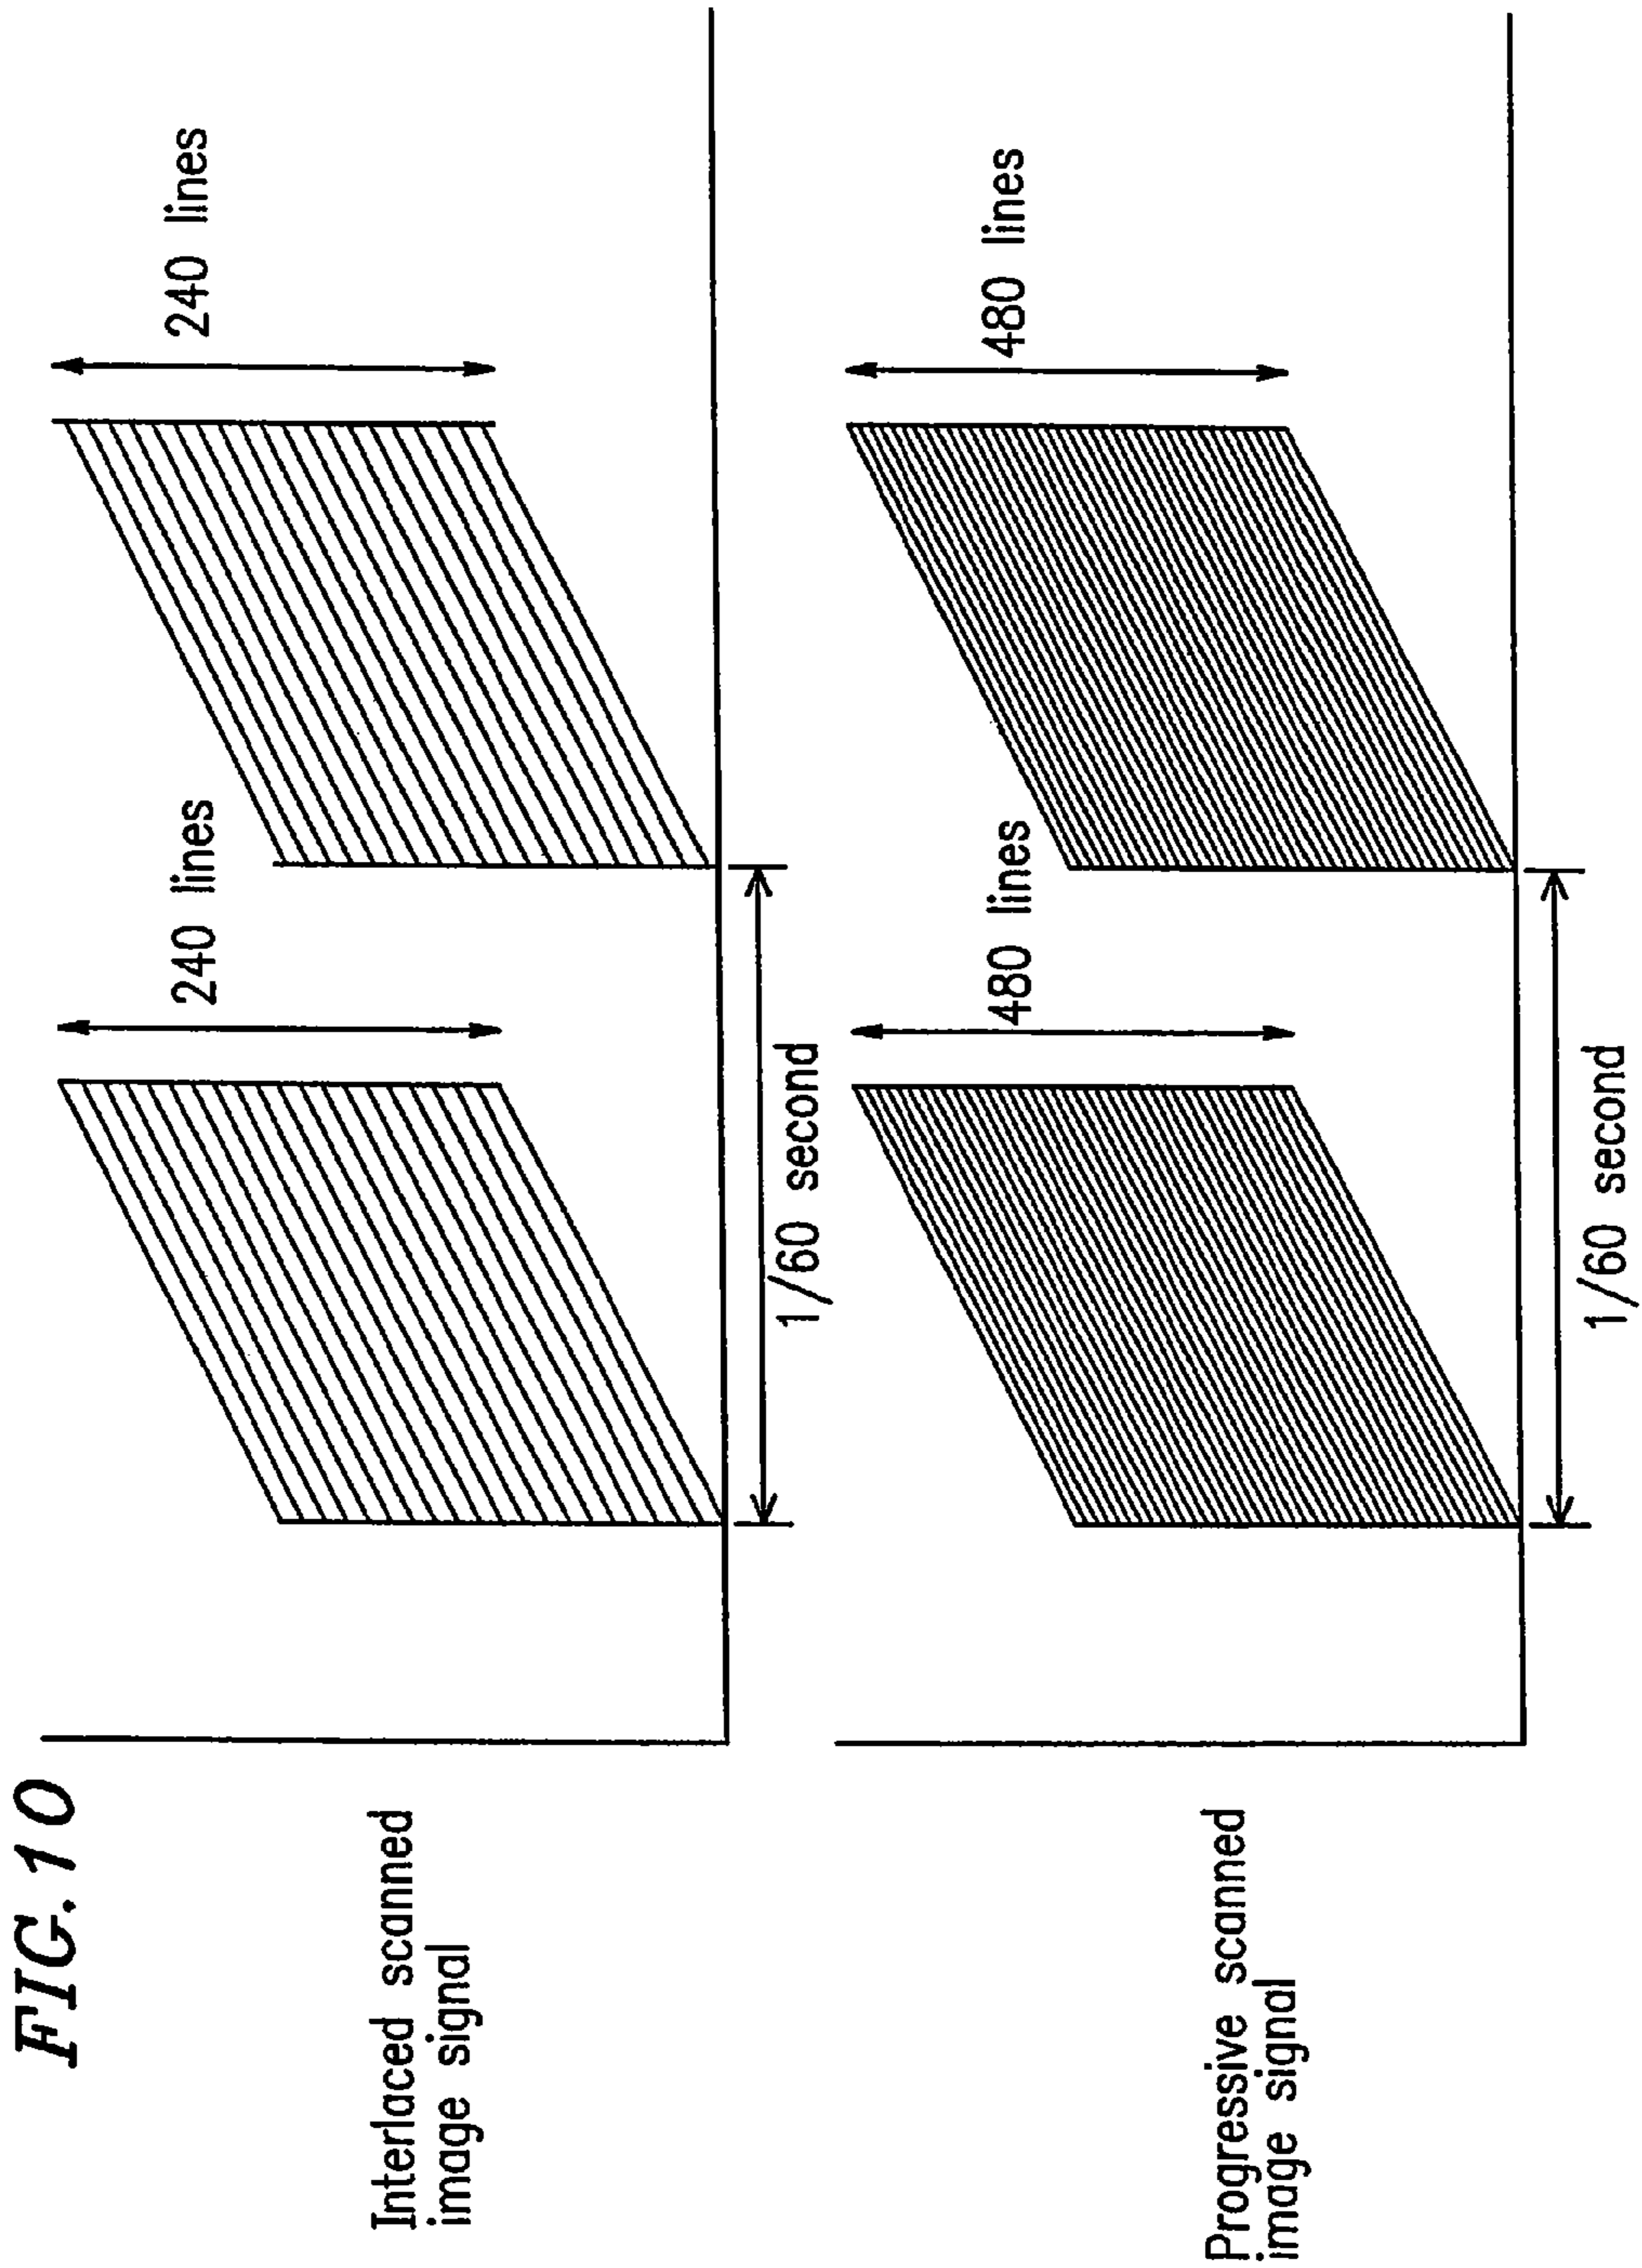 FIG. 10
Interlaced scanned
image signal
240 lines
240 lines
1/60 second
Progressive scanned
image signal
480 lines
480 lines
1/60 second